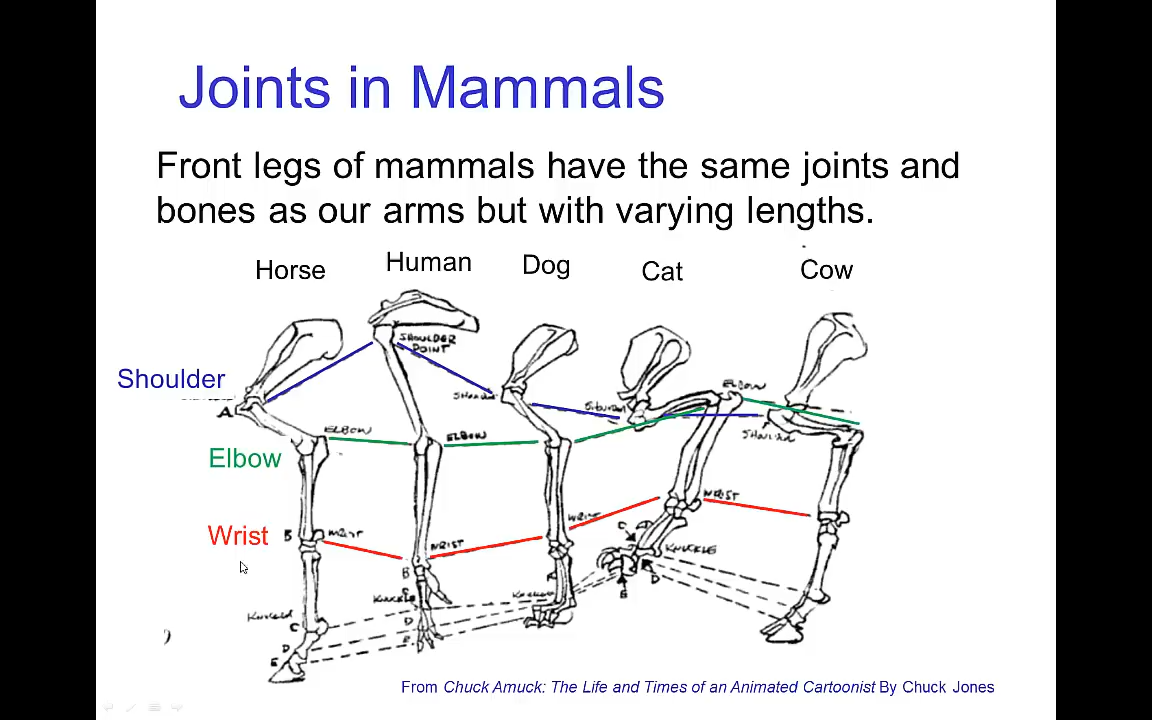 Joints in Mammals
Front legs of mammals have the same joints and
bones as our arms but with varying lengths.
Horse
Human
Dog
Cat
Cow
SHOULDER
POINT
Shoulder
A
ELBOW
ELBOW
ELBOW
Elbow
Wrist
B
WRIST
WRIST
WRIST
WRIST
B
C
KNUCKLE
D
E
KNUCKLE
C
D
E
From Chuck Amuck: The Life and Times of an Animated Cartoonist By Chuck Jones